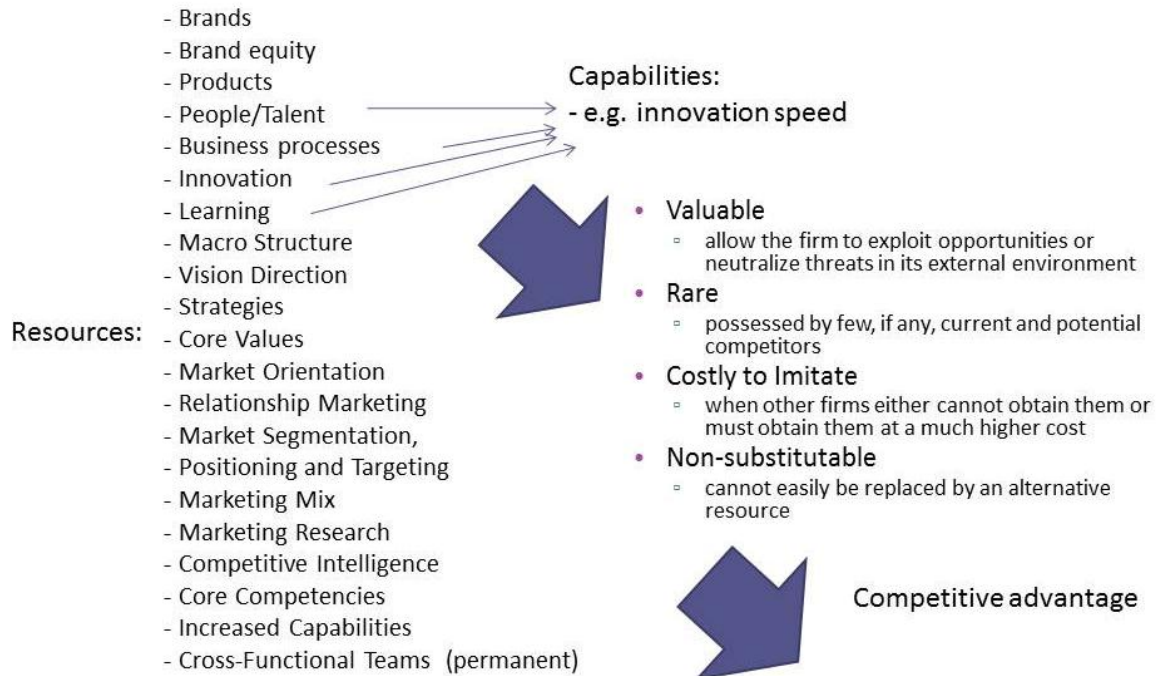 - Brands
- Brand equity
- Products
- People/Talent
- Business processes
- Innovation
- Learning
- Macro Structure
- Vision Direction
- Strategies
Resources:
- Core Values
- Market Orientation
- Relationship Marketing
- Market Segmentation,
- Positioning and Targeting
- Marketing Mix
- Marketing Research
- Competitive Intelligence
- Core Competencies
- Increased Capabilities
- Cross-Functional Teams (permanent)
Capabilities:
- e.g. innovation speed
• Valuable
▫ allow the firm to exploit opportunities or
neutralize threats in its external environment
• Rare
▫ possessed by few, if any, current and potential
competitors
• Costly to Imitate
▫ when other firms either cannot obtain them or
must obtain them at a much higher cost
• Non-substitutable
▫ cannot easily be replaced by an alternative
resource
Competitive advantage